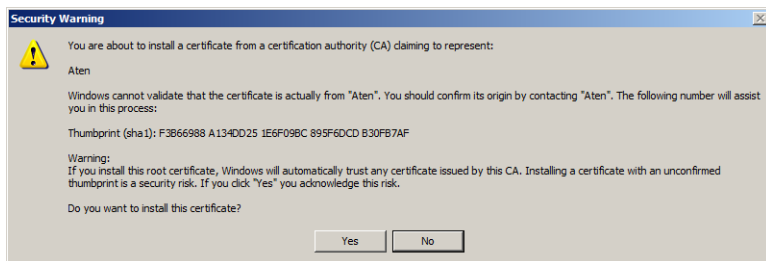 Security Warning
You are about to install a certificate from a certification authority (CA) claiming to represent:
Aten
Windows cannot validate that the certificate is actually from "Aten". You should confirm its origin by contacting "Aten". The following number will assist
you in this process:
Thumbprint (sha1): F3B66988 A134DD25 1E6F09BC 895F6DCD B30FB7AF
Warning:
If you install this root certificate, Windows will automatically trust any certificate issued by this CA. Installing a certificate with an unconfirmed
thumbprint is a security risk. If you click "Yes" you acknowledge this risk.
Do you want to install this certificate?
Yes
No